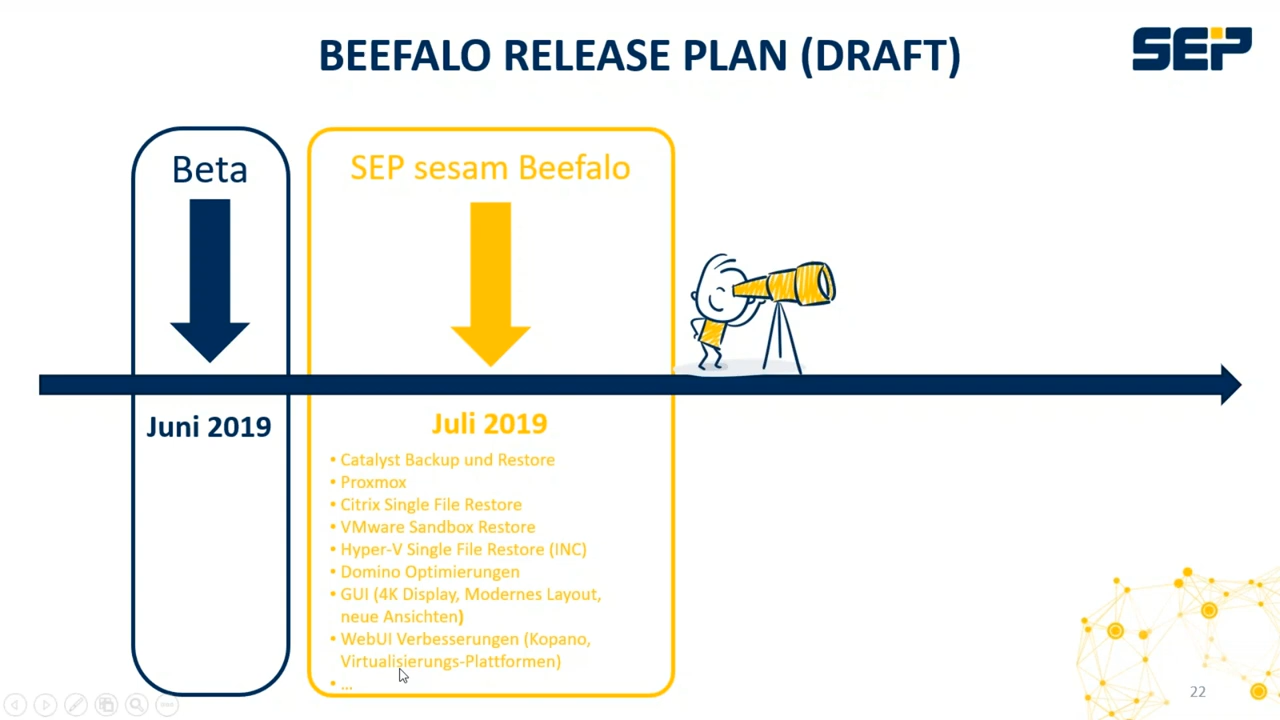 BEEFALO RELEASE PLAN (DRAFT)
SEP
Beta
SEP sesam Beefalo
Juni 2019
Juli 2019
• Catalyst Backup und Restore
• Proxmox
• Citrix Single File Restore
• VMware Sandbox Restore
• Hyper-V Single File Restore (INC)
• Domino Optimierungen
• GUI (4K Display, Modernes Layout,
neue Ansichten)
• WebUI Verbesserungen (Kopano,
Virtualisierungs-Plattformen)
• ...
22